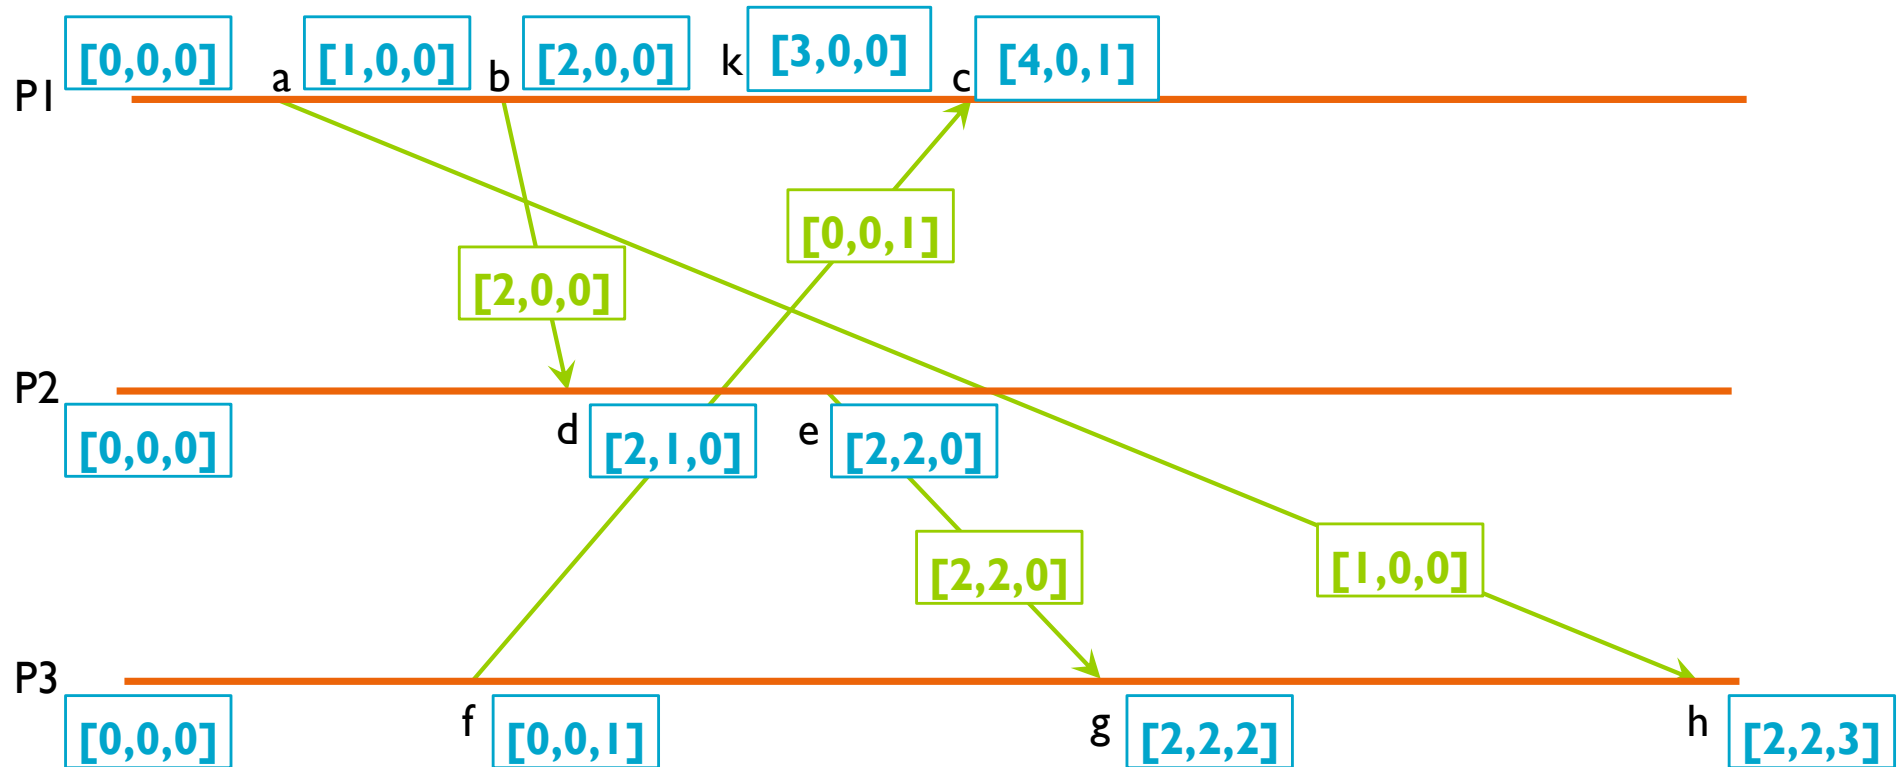 P1 [0,0,0] a [1,0,0] b [2,0,0] k [3,0,0] c [4,0,1]
[0,0,1]
[2,0,0]
P2 [0,0,0] d [2,1,0] e [2,2,0]
[2,2,0] [1,0,0]
P3 [0,0,0] f [0,0,1] g [2,2,2] h [2,2,3]